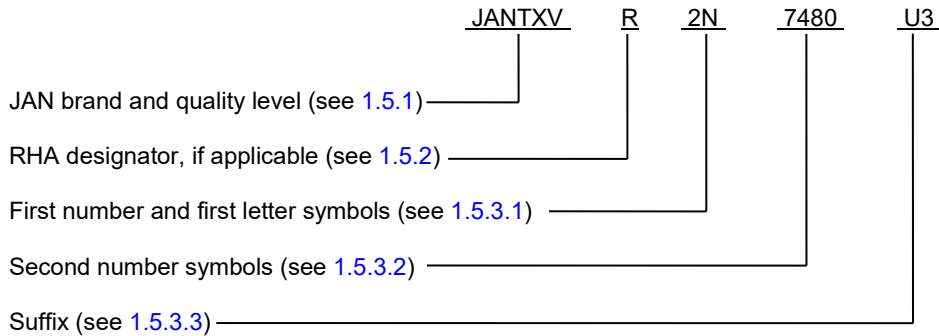 JANTXV R 2N 7480 U3
JAN brand and quality level (see 1.5.1)
RHA designator, if applicable (see 1.5.2)
First number and first letter symbols (see 1.5.3.1)
Second number symbols (see 1.5.3.2)
Suffix (see 1.5.3.3)